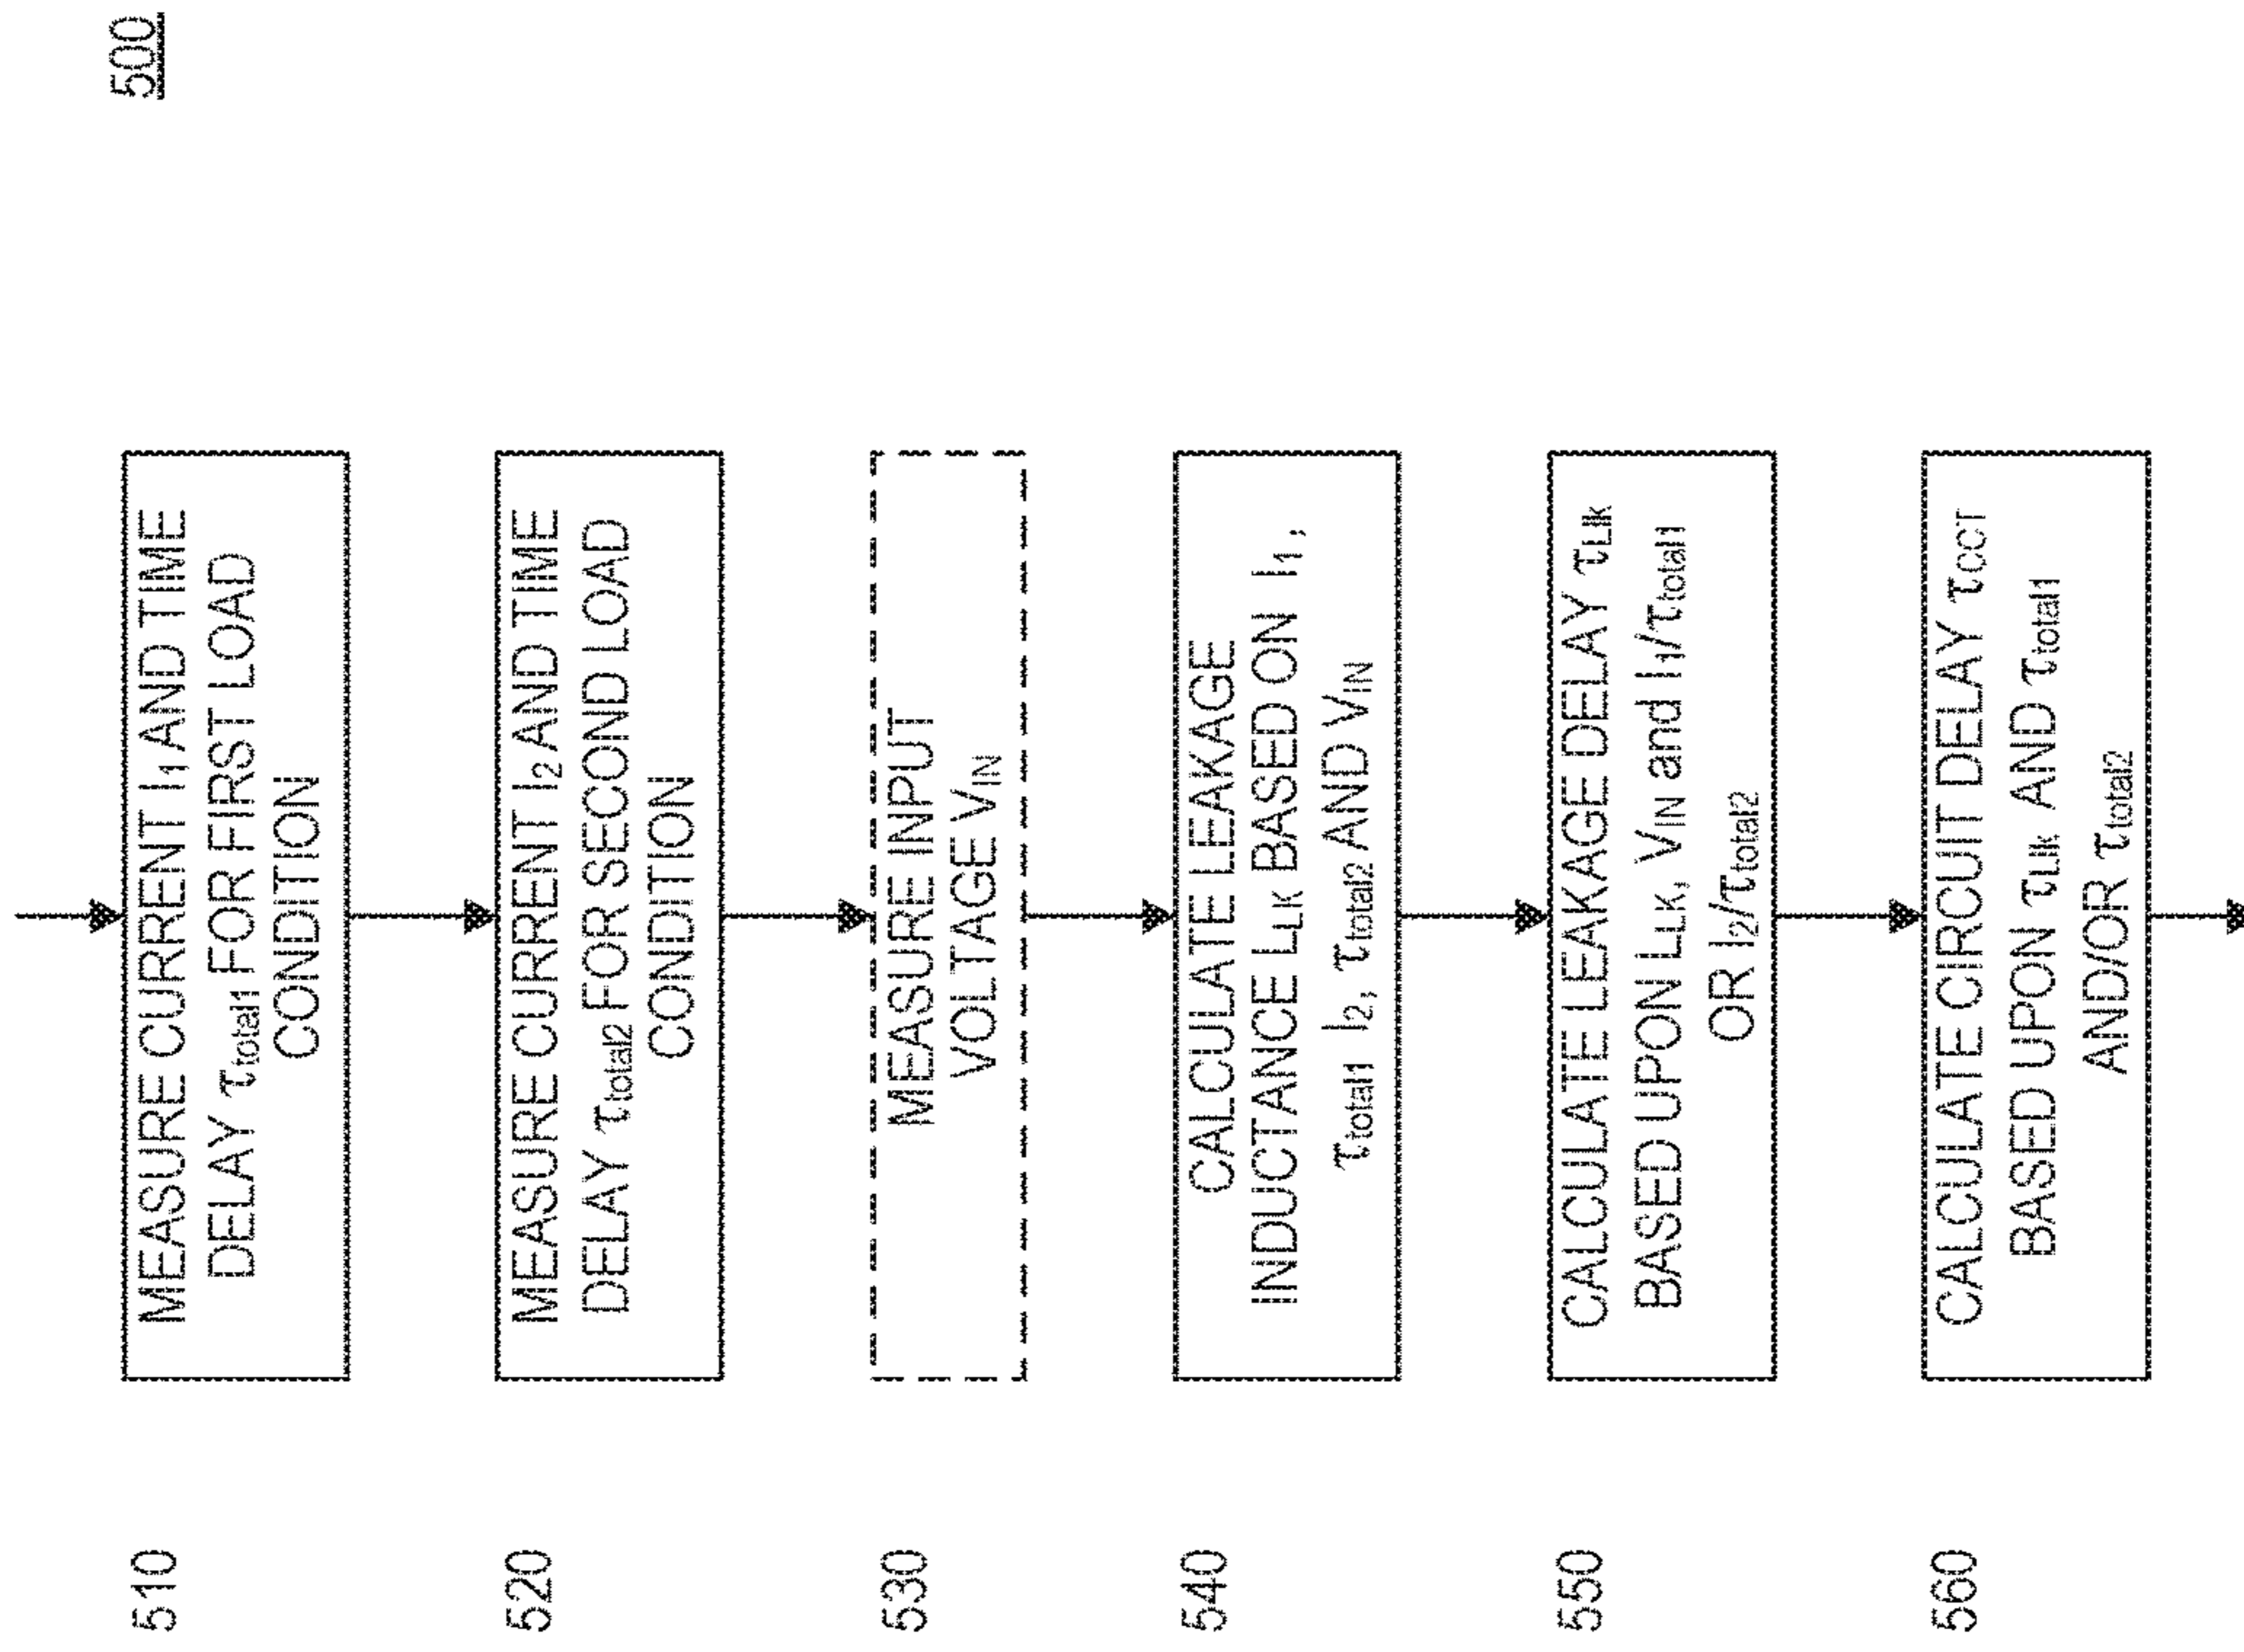 500
510
MEASURE CURRENT I₁ AND TIME
DELAY τtotal1 FOR FIRST LOAD
CONDITION
520
MEASURE CURRENT I₂ AND TIME
DELAY τtotal2 FOR SECOND LOAD
CONDITION
530
MEASURE INPUT
VOLTAGE VIN
540
CALCULATE LEAKAGE
INDUCTANCE LLK BASED ON I₁,
τtotal1 I₂, τtotal2 AND VIN
550
CALCULATE LEAKAGE DELAY τLlk
BASED UPON LLK, VIN and I₁/τtotal1
OR I₂/τtotal2
560
CALCULATE CIRCUIT DELAY τCCT
BASED UPON τLlk AND τtotal1
AND/OR τtotal2